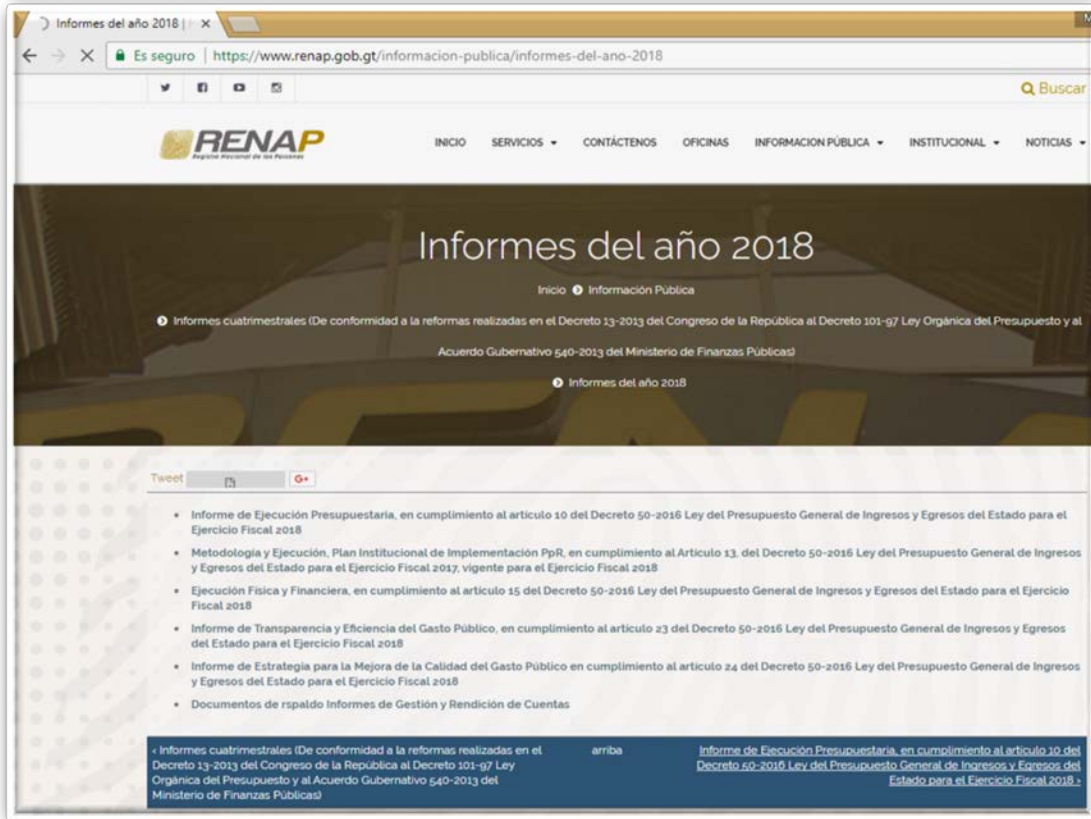 Informes del año 2018 |
Es seguro | https://www.renap.gob.gt/informacion-publica/informes-del-ano-2018
Buscar
RENAP
Registro Nacional de las Personas
INICIO SERVICIOS CONTÁCTENOS OFICINAS INFORMACION PÚBLICA INSTITUCIONAL NOTICIAS
Informes del año 2018
Inicio Información Pública
Informes cuatrimestrales (De conformidad a la reformas realizadas en el Decreto 13-2013 del Congreso de la República al Decreto 101-97 Ley Orgánica del Presupuesto y al
Acuerdo Gubernativo 540-2013 del Ministerio de Finanzas Públicas)
Informes del año 2018
Tweet G+
• Informe de Ejecución Presupuestaria, en cumplimiento al artículo 10 del Decreto 50-2016 Ley del Presupuesto General de Ingresos y Egresos del Estado para el
Ejercicio Fiscal 2018
• Metodología y Ejecución, Plan Institucional de Implementación PpR, en cumplimiento al Artículo 13, del Decreto 50-2016 Ley del Presupuesto General de Ingresos
y Egresos del Estado para el Ejercicio Fiscal 2017, vigente para el Ejercicio Fiscal 2018
• Ejecución Física y Financiera, en cumplimiento al artículo 15 del Decreto 50-2016 Ley del Presupuesto General de Ingresos y Egresos del Estado para el Ejercicio
Fiscal 2018
• Informe de Transparencia y Eficiencia del Gasto Público, en cumplimiento al artículo 23 del Decreto 50-2016 Ley del Presupuesto General de Ingresos y Egresos
del Estado para el Ejercicio Fiscal 2018
• Informe de Estrategia para la Mejora de la Calidad del Gasto Público en cumplimiento al artículo 24 del Decreto 50-2016 Ley del Presupuesto General de Ingresos
y Egresos del Estado para el Ejercicio Fiscal 2018
• Documentos de rspaldo Informes de Gestión y Rendición de Cuentas
‹ Informes cuatrimestrales (De conformidad a la reformas realizadas en el
Decreto 13-2013 del Congreso de la República al Decreto 101-97 Ley
Orgánica del Presupuesto y al Acuerdo Gubernativo 540-2013 del
Ministerio de Finanzas Públicas)
arriba
Informe de Ejecución Presupuestaria, en cumplimiento al artículo 10 del
Decreto 50-2016 Ley del Presupuesto General de Ingresos y Egresos del
Estado para el Ejercicio Fiscal 2018 ›